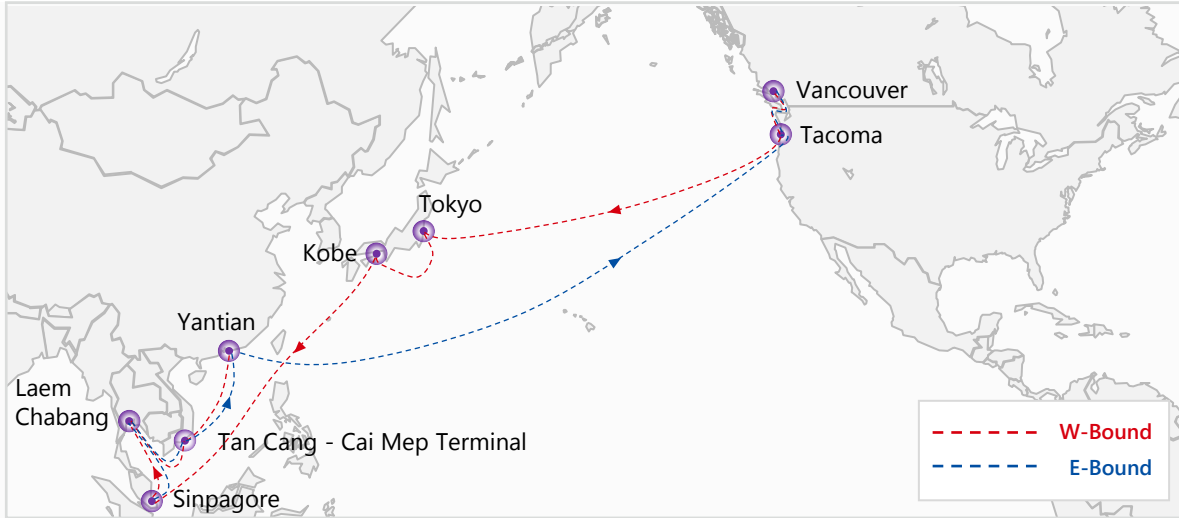 Vancouver
Tacoma
Tokyo
Kobe
Yantian
Laem
Chabang
Tan Cang - Cai Mep Terminal
Sinpagore
W-Bound
E-Bound